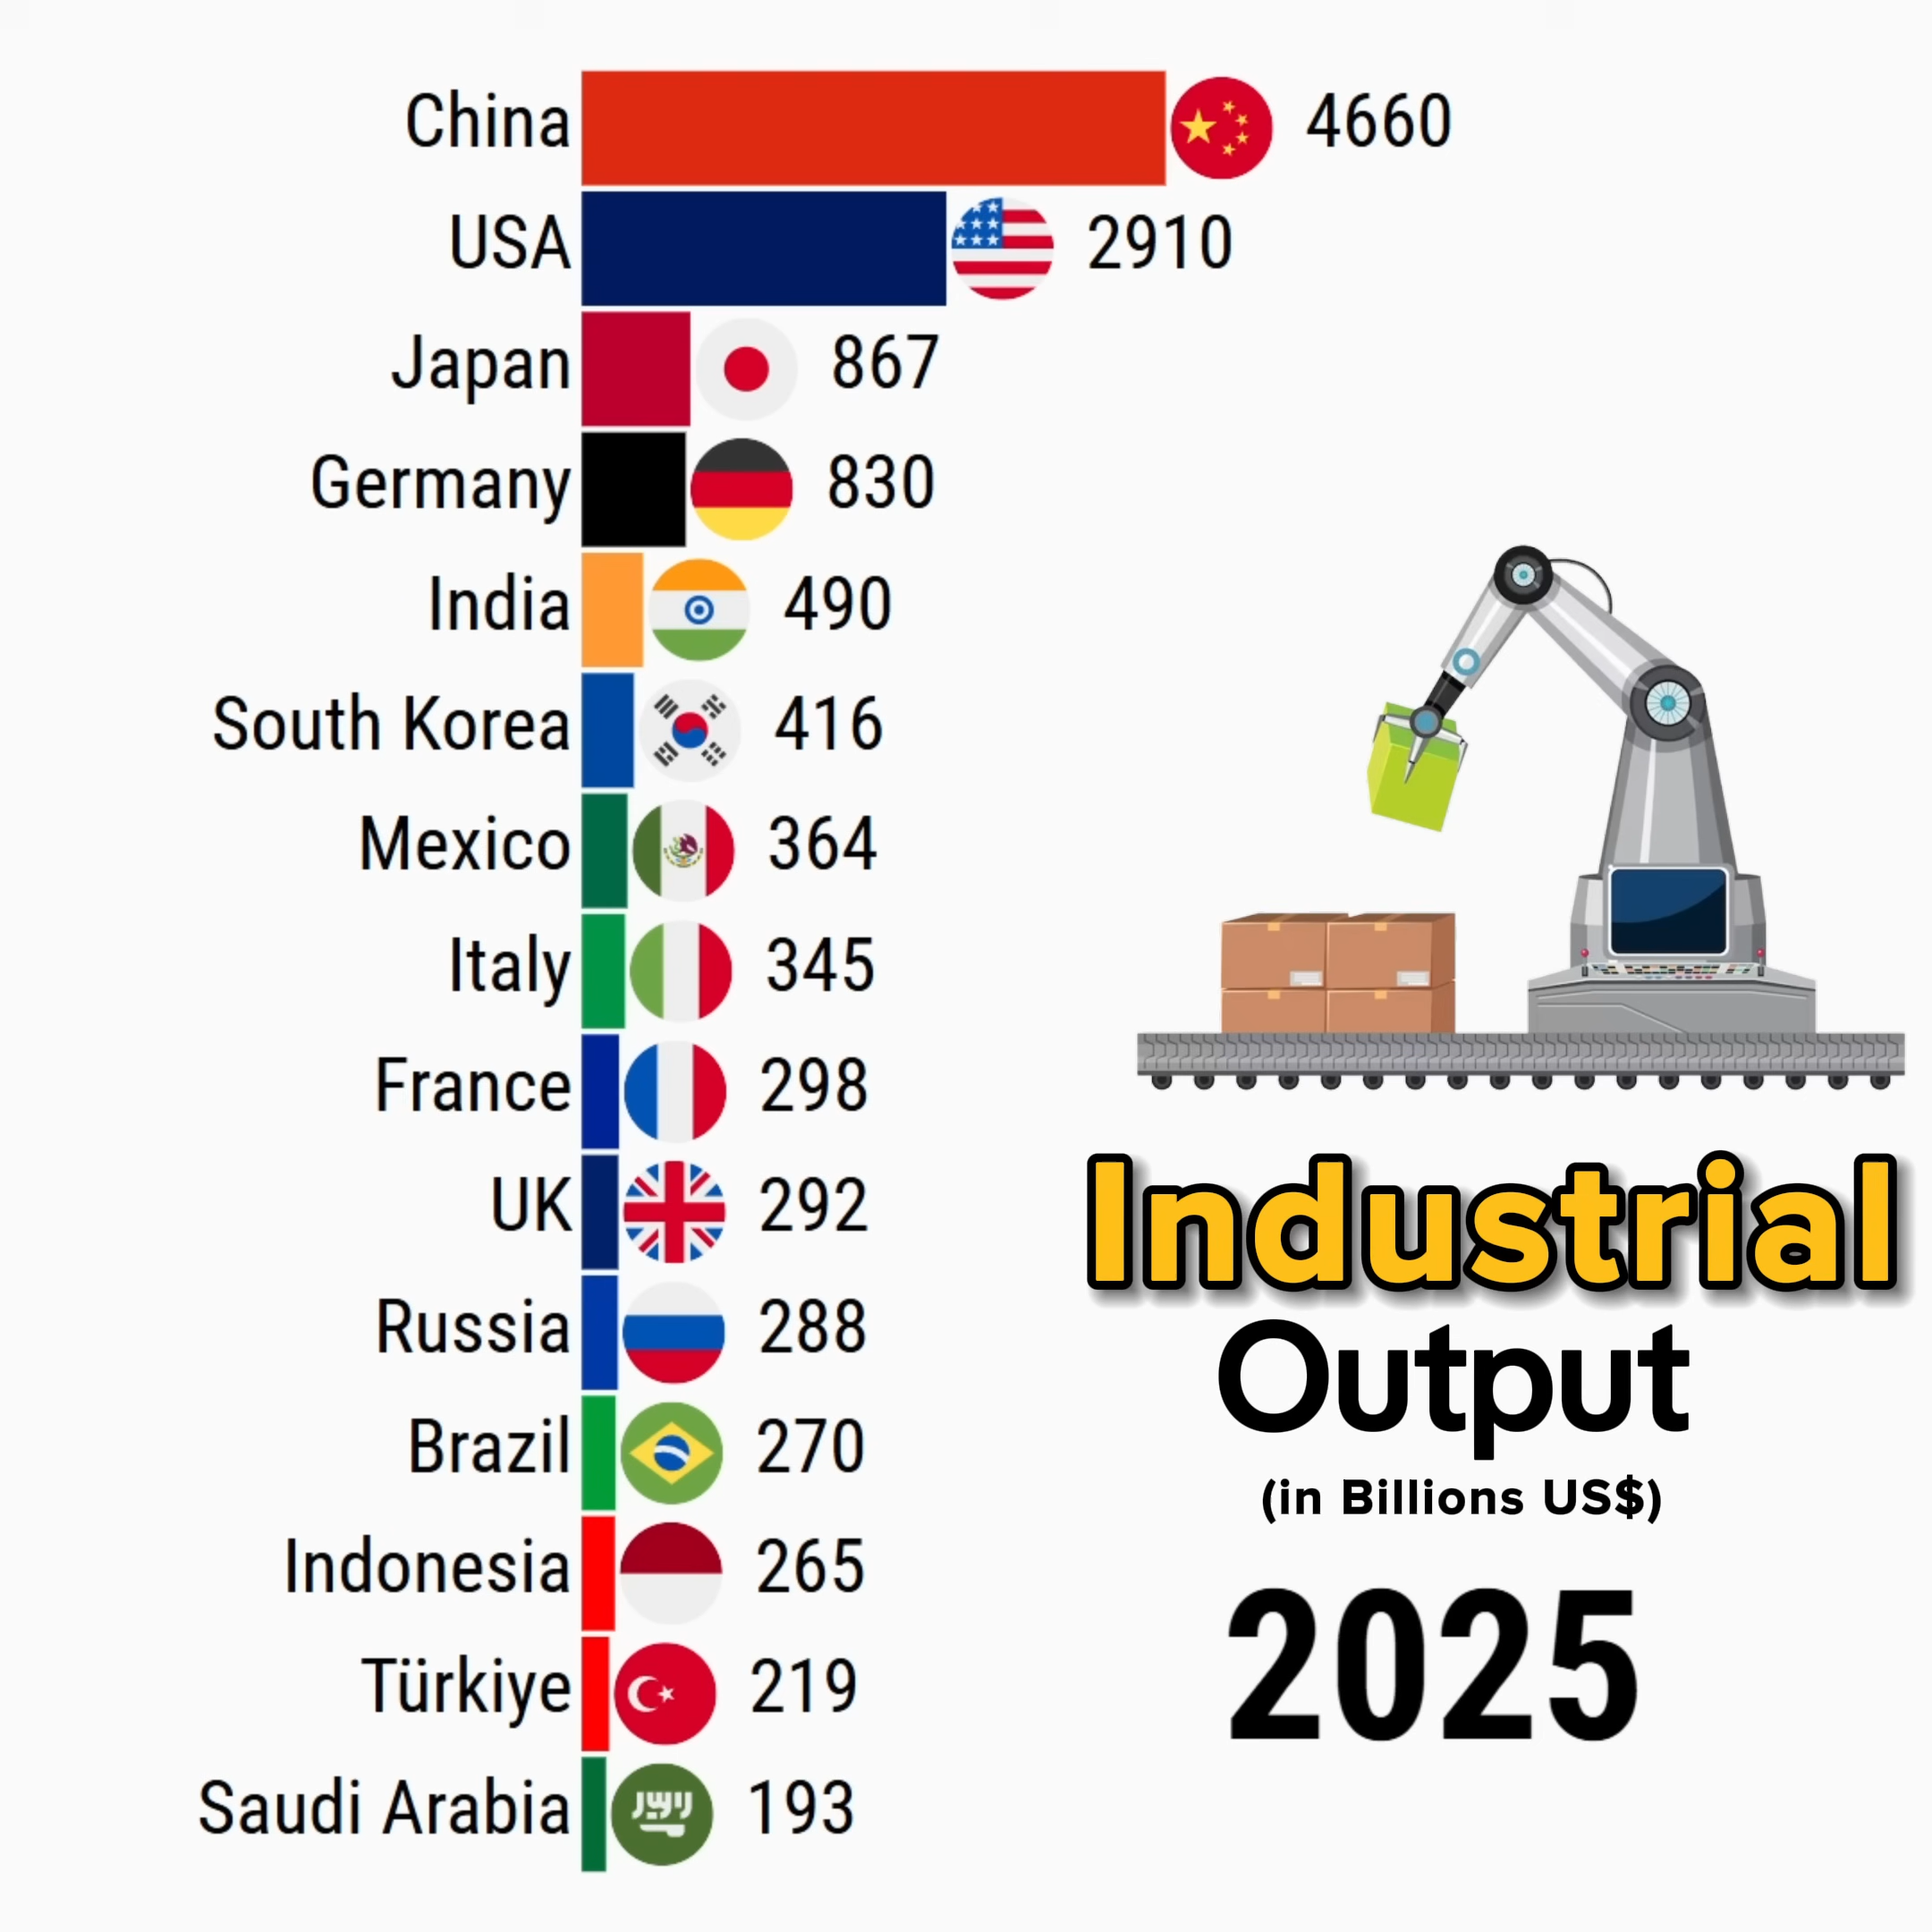 China 4660
USA 2910
Japan 867
Germany 830
India 490
South Korea 416
Mexico 364
Italy 345
France 298
UK 292
Russia 288
Brazil 270
Indonesia 265
Türkiye 219
Saudi Arabia 193
Industrial
Output
(in Billions US$)
2025